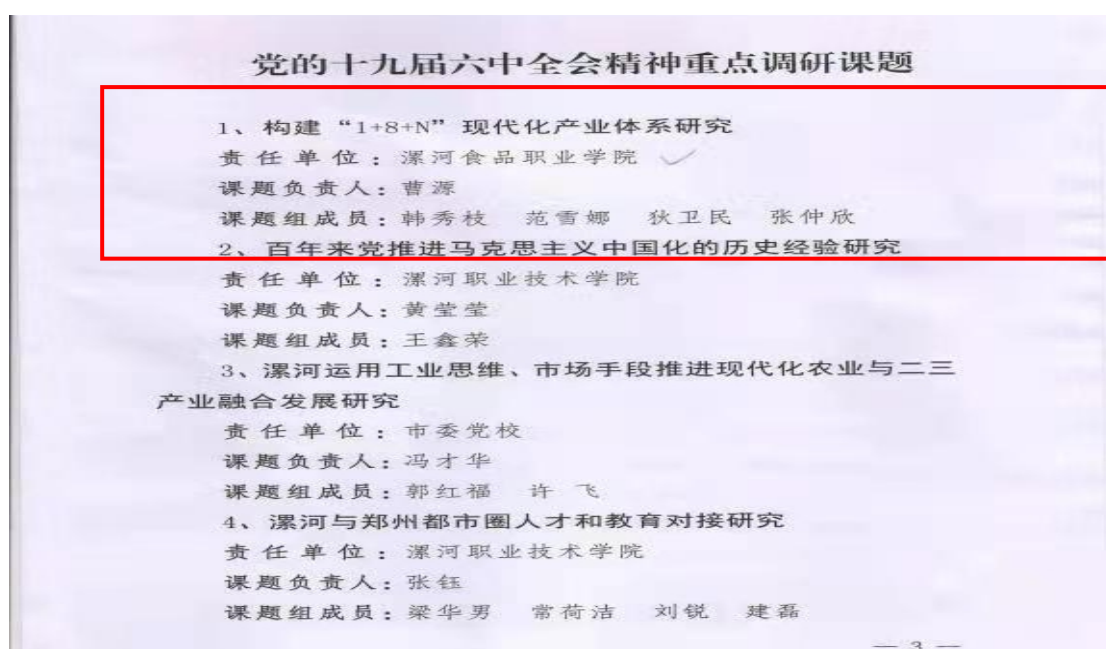 党的十九届六中全会精神重点调研课题
1、构建“1+8+N”现代化产业体系研究
责任单位：漯河食品职业学院
课题负责人：曹源
课题组成员：韩秀枝 范雪娜 狄卫民 张仲欣
2、百年来党推进马克思主义中国化的历史经验研究
责任单位：漯河职业技术学院
课题负责人：黄莹莹
课题组成员：王鑫荣
3、漯河运用工业思维、市场手段推进现代化农业与二三
产业融合发展研究
责任单位：市委党校
课题负责人：冯才华
课题组成员：郭红福 许飞
4、漯河与郑州都市圈人才和教育对接研究
责任单位：漯河职业技术学院
课题负责人：张钰
课题组成员：梁华男 常荷洁 刘锐 建磊
— 3 —